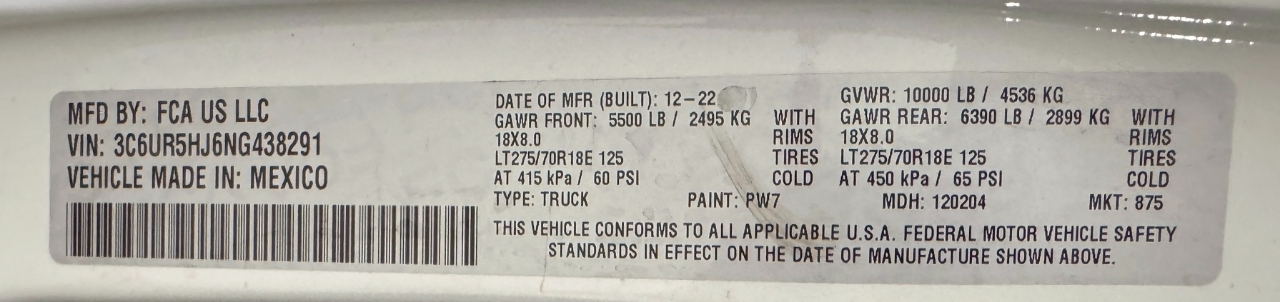 MFD BY: FCA US LLC
VIN: 3C6UR5HJ6NG438291
VEHICLE MADE IN: MEXICO
DATE OF MFR (BUILT): 12-22
GAWR FRONT: 5500 LB / 2495 KG WITH
18X8.0 RIMS
LT275/70R18E 125 TIRES
AT 415 kPa / 60 PSI COLD
GVWR: 10000 LB / 4536 KG
GAWR REAR: 6390 LB / 2899 KG WITH
18X8.0 RIMS
LT275/70R18E 125 TIRES
AT 450 kPa / 65 PSI COLD
TYPE: TRUCK PAINT: PW7 MDH: 120204 MKT: 875
THIS VEHICLE CONFORMS TO ALL APPLICABLE U.S.A. FEDERAL MOTOR VEHICLE SAFETY
STANDARDS IN EFFECT ON THE DATE OF MANUFACTURE SHOWN ABOVE.